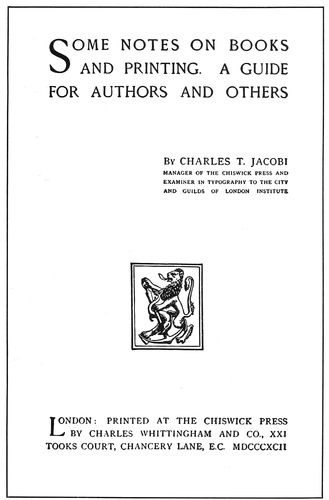 SOME NOTES ON BOOKS
AND PRINTING. A GUIDE
FOR AUTHORS AND OTHERS
BY CHARLES T. JACOBI
MANAGER OF THE CHISWICK PRESS AND
EXAMINER IN TYPOGRAPHY TO THE CITY
AND GUILDS OF LONDON INSTITUTE
LONDON: PRINTED AT THE CHISWICK PRESS
BY CHARLES WHITTINGHAM AND CO., XXI
TOOKS COURT, CHANCERY LANE, E.C. MDCCCXCII